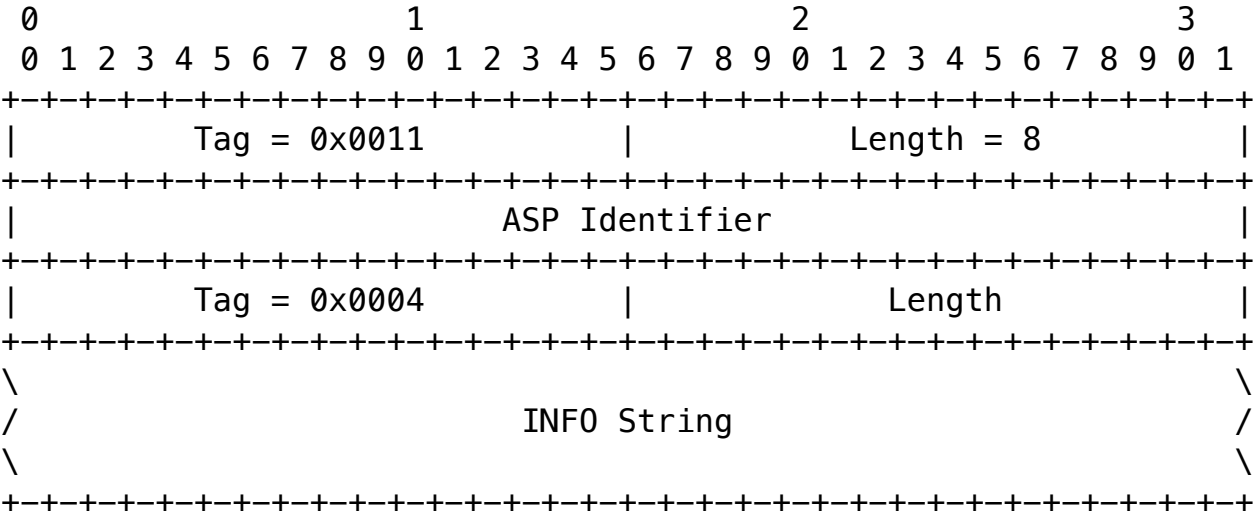 0                   1                   2                   3
 0 1 2 3 4 5 6 7 8 9 0 1 2 3 4 5 6 7 8 9 0 1 2 3 4 5 6 7 8 9 0 1
+-+-+-+-+-+-+-+-+-+-+-+-+-+-+-+-+-+-+-+-+-+-+-+-+-+-+-+-+-+-+-+-+
|         Tag = 0x0011          |           Length = 8          |
+-+-+-+-+-+-+-+-+-+-+-+-+-+-+-+-+-+-+-+-+-+-+-+-+-+-+-+-+-+-+-+-+
|                         ASP Identifier                        |
+-+-+-+-+-+-+-+-+-+-+-+-+-+-+-+-+-+-+-+-+-+-+-+-+-+-+-+-+-+-+-+-+
|         Tag = 0x0004          |             Length            |
+-+-+-+-+-+-+-+-+-+-+-+-+-+-+-+-+-+-+-+-+-+-+-+-+-+-+-+-+-+-+-+-+
\                                                               \
/                          INFO String                          /
\                                                               \
+-+-+-+-+-+-+-+-+-+-+-+-+-+-+-+-+-+-+-+-+-+-+-+-+-+-+-+-+-+-+-+-+